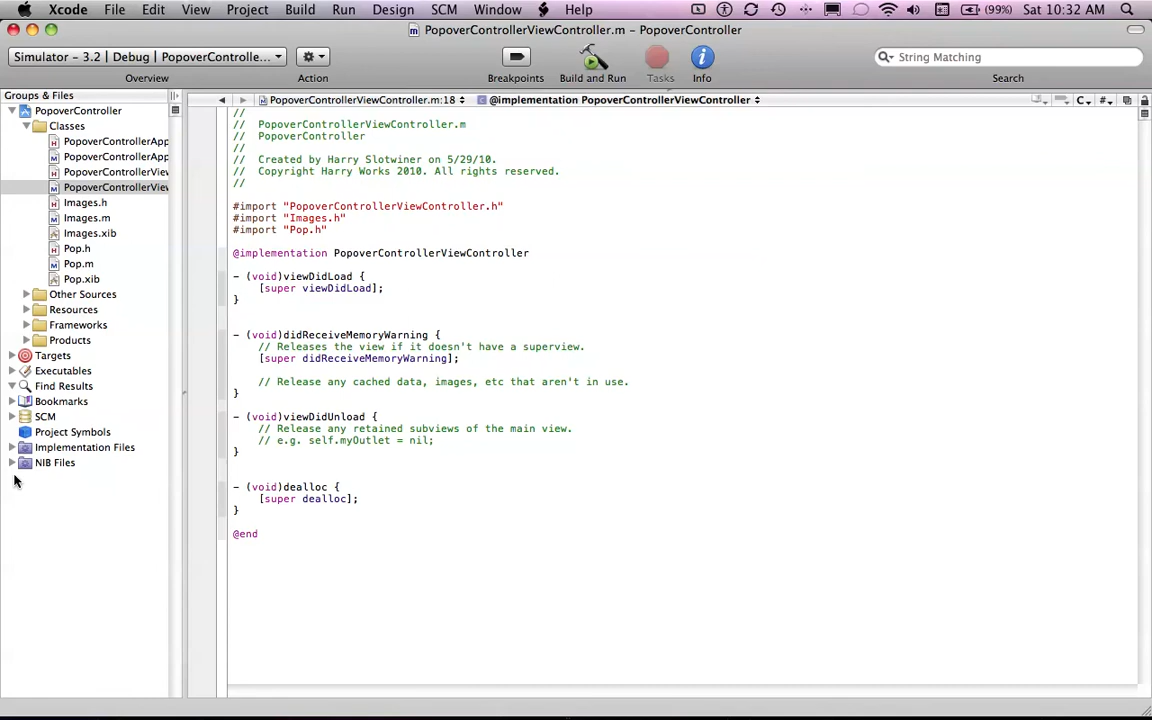 Xcode File Edit View Project Build Run Design SCM Window Help (99%) Sat 10:32 AM
PopoverControllerViewController.m – PopoverController
Simulator – 3.2 | Debug | PopoverControlle...
String Matching
Overview Action Breakpoints Build and Run Tasks Info Search
Groups & Files
PopoverControllerViewController.m:18 @implementation PopoverControllerViewController C #
PopoverController
Classes
PopoverControllerApp
PopoverControllerApp
PopoverControllerView
PopoverControllerView
Images.h
Images.m
Images.xib
Pop.h
Pop.m
Pop.xib
Other Sources
Resources
Frameworks
Products
Targets
Executables
Find Results
Bookmarks
SCM
Project Symbols
Implementation Files
NIB Files
//
// PopoverControllerViewController.m
// PopoverController
//
// Created by Harry Slotwiner on 5/29/10.
// Copyright Harry Works 2010. All rights reserved.
//
#import "PopoverControllerViewController.h"
#import "Images.h"
#import "Pop.h"
@implementation PopoverControllerViewController
- (void)viewDidLoad {
[super viewDidLoad];
}
- (void)didReceiveMemoryWarning {
// Releases the view if it doesn't have a superview.
[super didReceiveMemoryWarning];
// Release any cached data, images, etc that aren't in use.
}
- (void)viewDidUnload {
// Release any retained subviews of the main view.
// e.g. self.myOutlet = nil;
}
- (void)dealloc {
[super dealloc];
}
@end